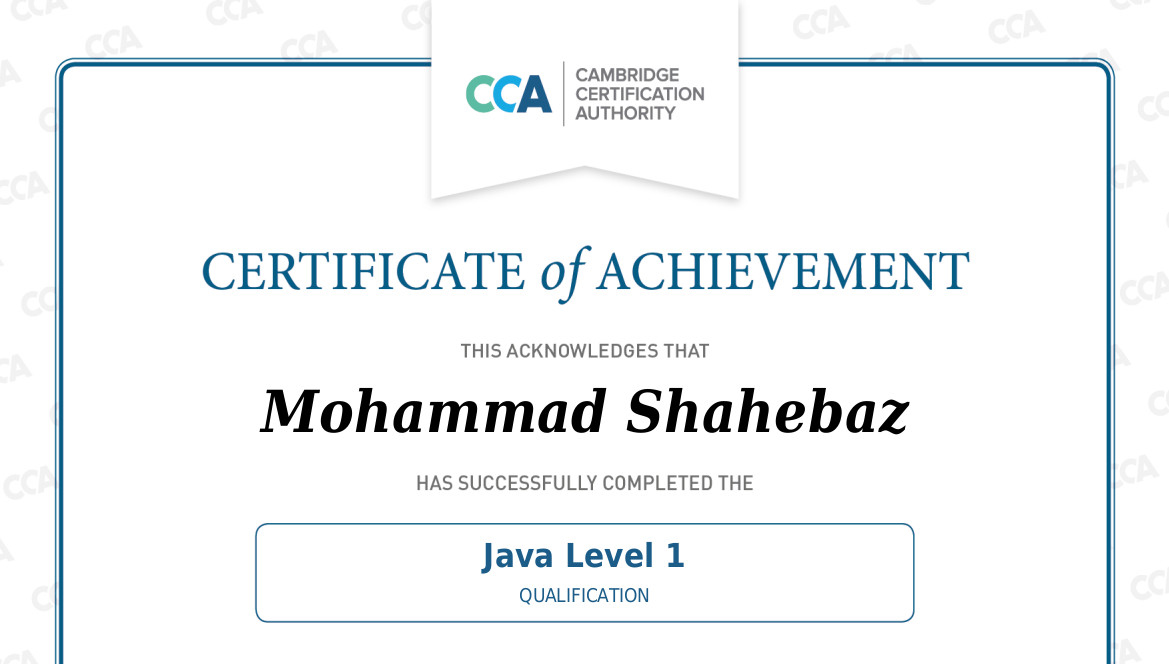 CCA
CAMBRIDGE
CERTIFICATION
AUTHORITY
CERTIFICATE of ACHIEVEMENT
THIS ACKNOWLEDGES THAT
Mohammad Shahebaz
HAS SUCCESSFULLY COMPLETED THE
Java Level 1
QUALIFICATION